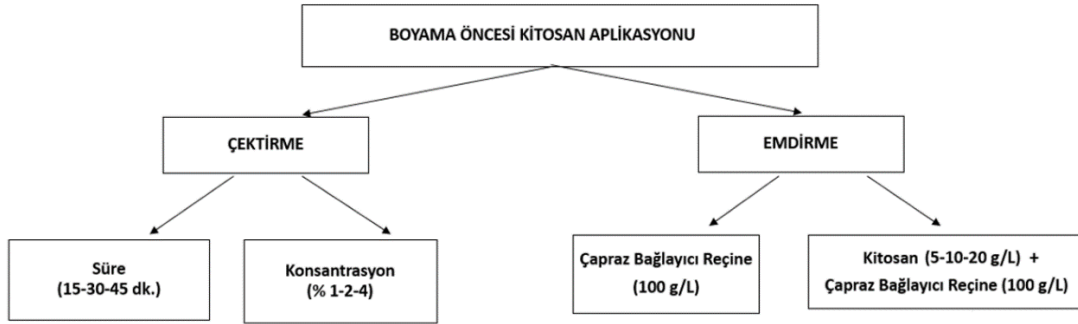 BOYAMA ÖNCESİ KİTOSAN APLİKASYONU
ÇEKTİRME
EMDİRME
Süre
(15-30-45 dk.)
Konsantrasyon
(% 1-2-4)
Çapraz Bağlayıcı Reçine
(100 g/L)
Kitosan (5-10-20 g/L) +
Çapraz Bağlayıcı Reçine (100 g/L)